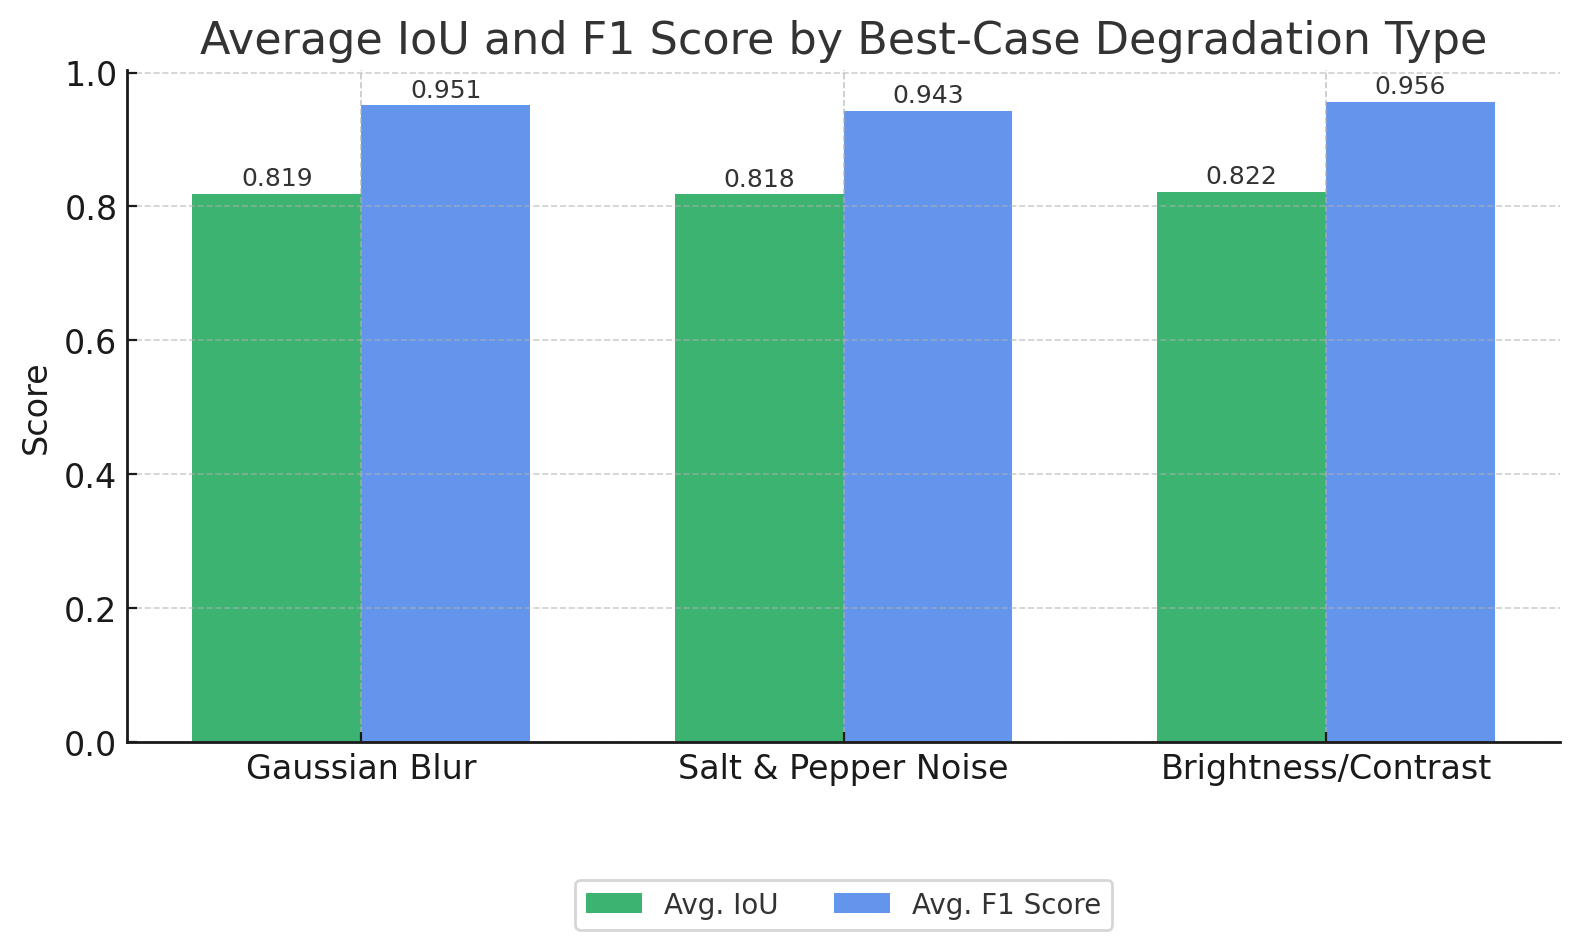 Average IoU and F1 Score by Best-Case Degradation Type
Score
1.0
0.8
0.6
0.4
0.2
0.0
0.819
0.951
0.818
0.943
0.822
0.956
Gaussian Blur
Salt & Pepper Noise
Brightness/Contrast
Avg. IoU
Avg. F1 Score